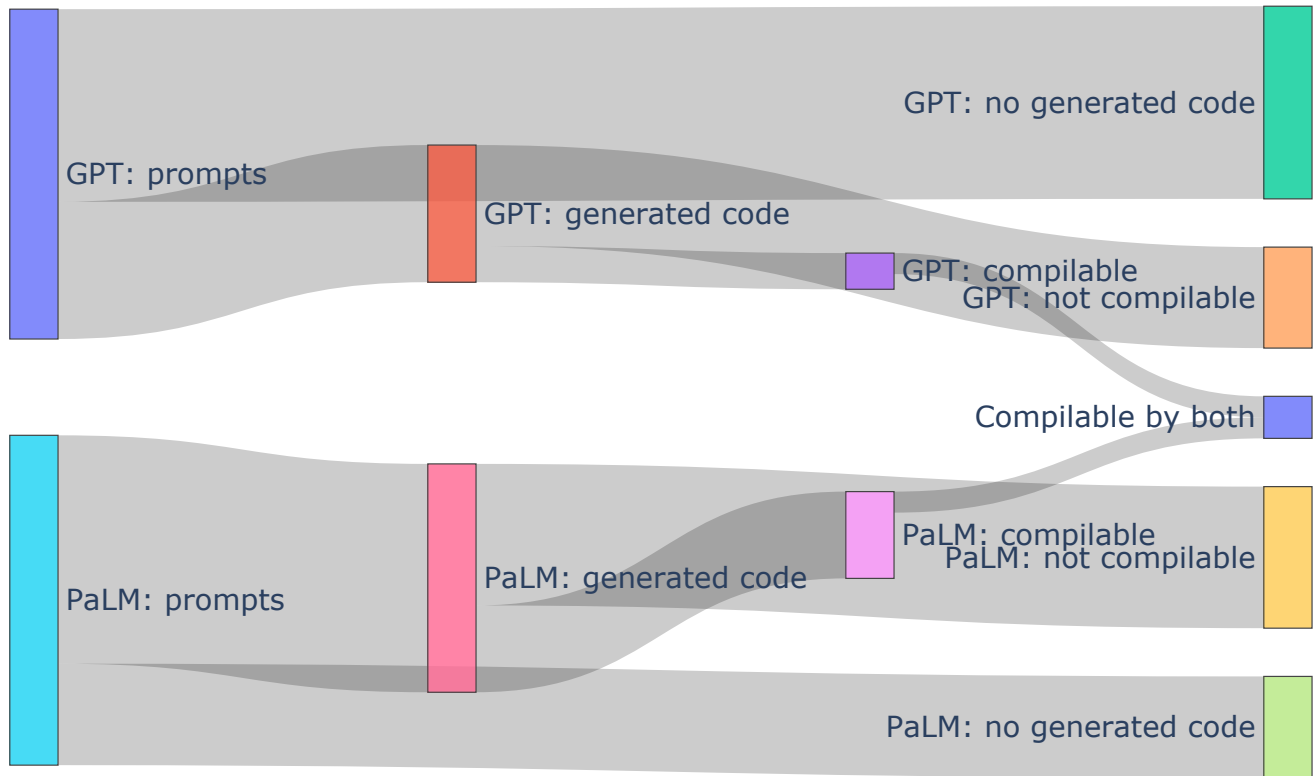 GPT: no generated code
GPT: prompts
GPT: generated code
GPT: compilable
GPT: not compilable
Compilable by both
PaLM: compilable
PaLM: not compilable
PaLM: generated code
PaLM: prompts
PaLM: no generated code